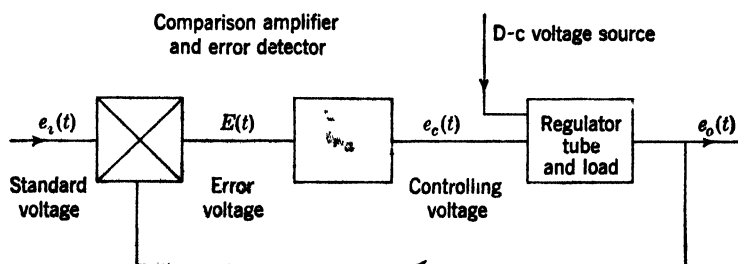 Comparison amplifier
and error detector
D-c voltage source
e_i(t)
E(t)
e_c(t)
Regulator
tube
and load
e_o(t)
Standard
voltage
Error
voltage
Controlling
voltage